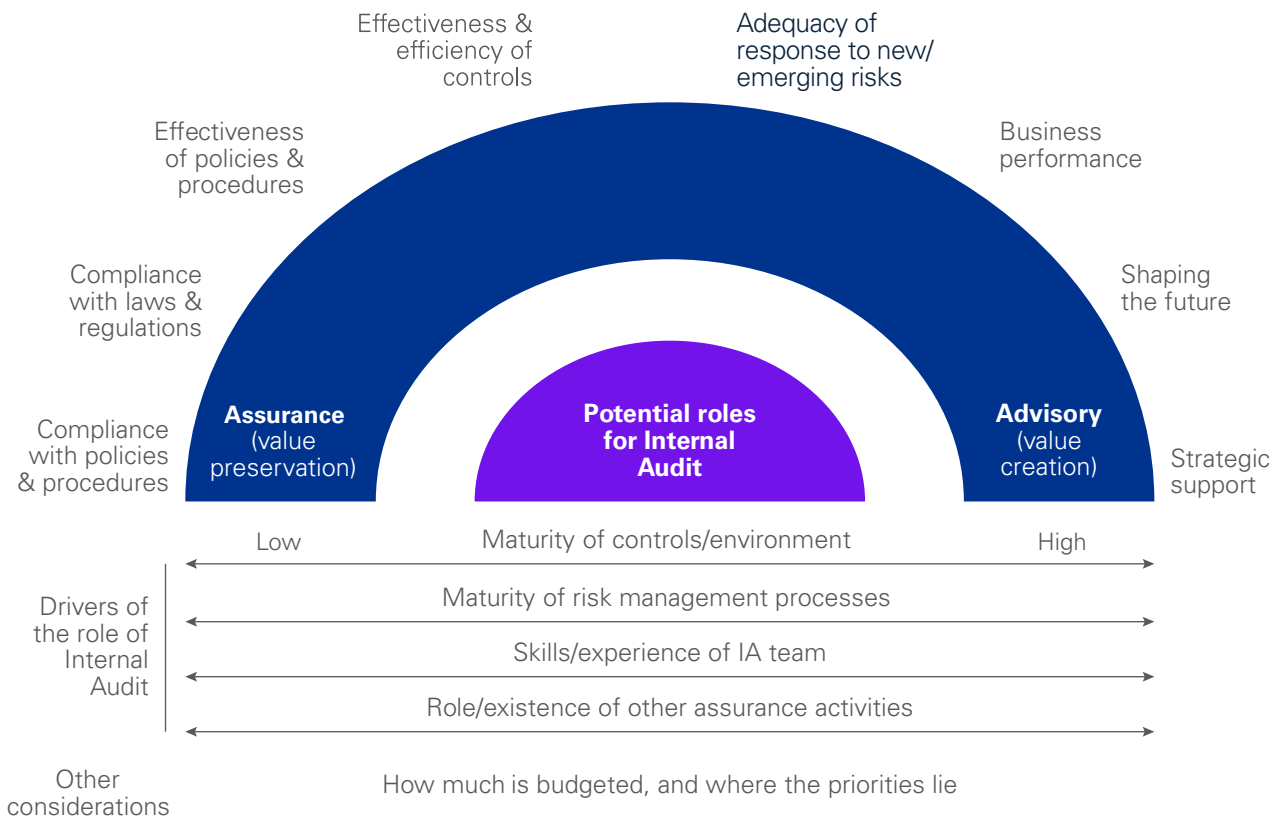 Effectiveness &
efficiency of
controls
Adequacy of
response to new/
emerging risks
Effectiveness
of policies &
procedures
Business
performance
Compliance
with laws &
regulations
Shaping
the future
Compliance
with policies
& procedures
Assurance
(value
preservation)
Potential roles
for Internal
Audit
Advisory
(value
creation)
Strategic
support
Low
Maturity of controls/environment
High
Drivers of
the role of
Internal
Audit
Maturity of risk management processes
Skills/experience of IA team
Role/existence of other assurance activities
Other
considerations
How much is budgeted, and where the priorities lie